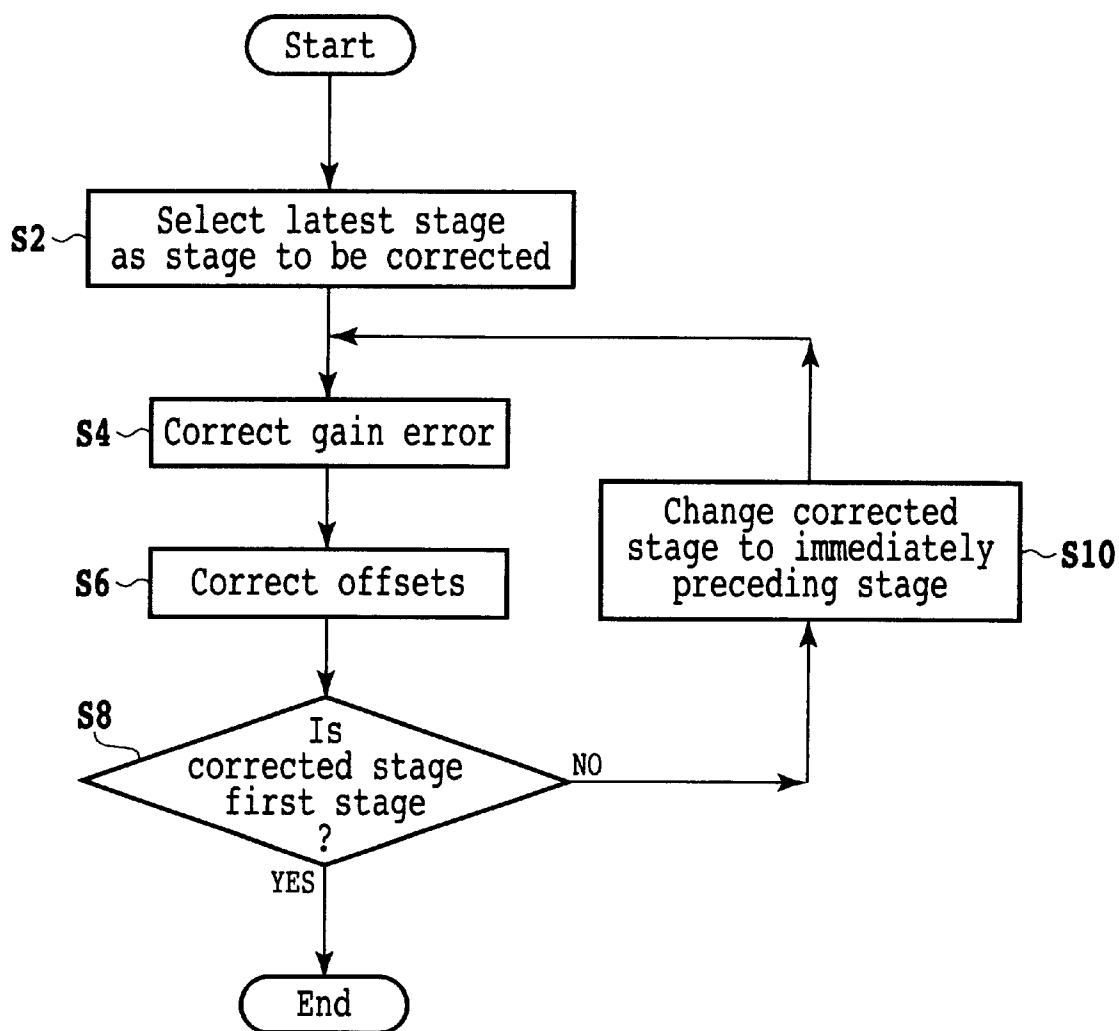 Start
S2
Select latest stage
as stage to be corrected
S4
Correct gain error
S6
Correct offsets
Change corrected
stage to immediately
preceding stage
S10
S8
Is
corrected stage
first stage
?
NO
YES
End